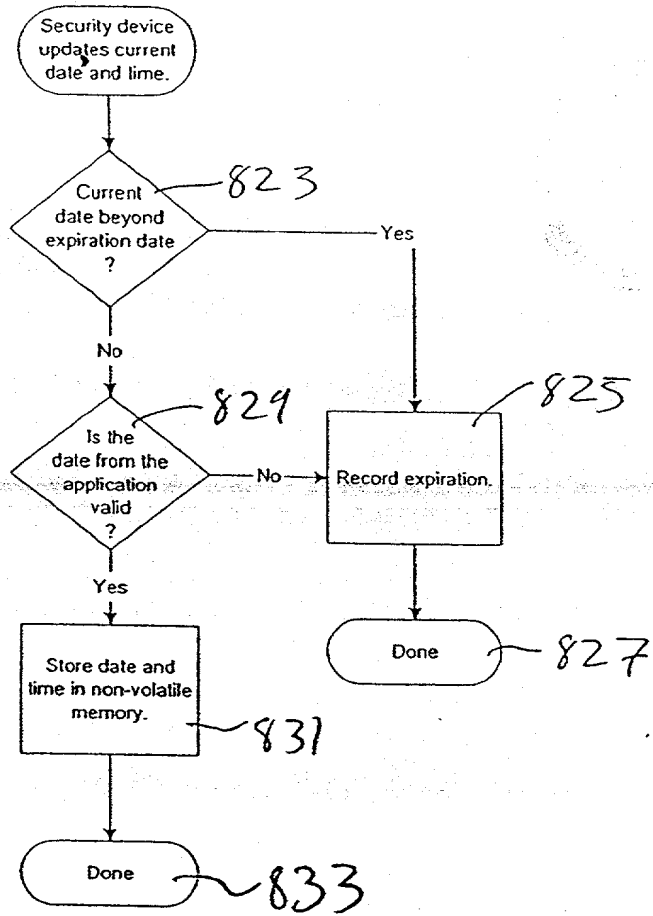 Security device
updates current
date and time.
823
Current
date beyond
expiration date
?
Yes
No
829
Is the
date from the
application
valid
?
No
825
Record expiration.
Yes
Done
827
Store date and
time in non-volatile
memory.
831
Done
833